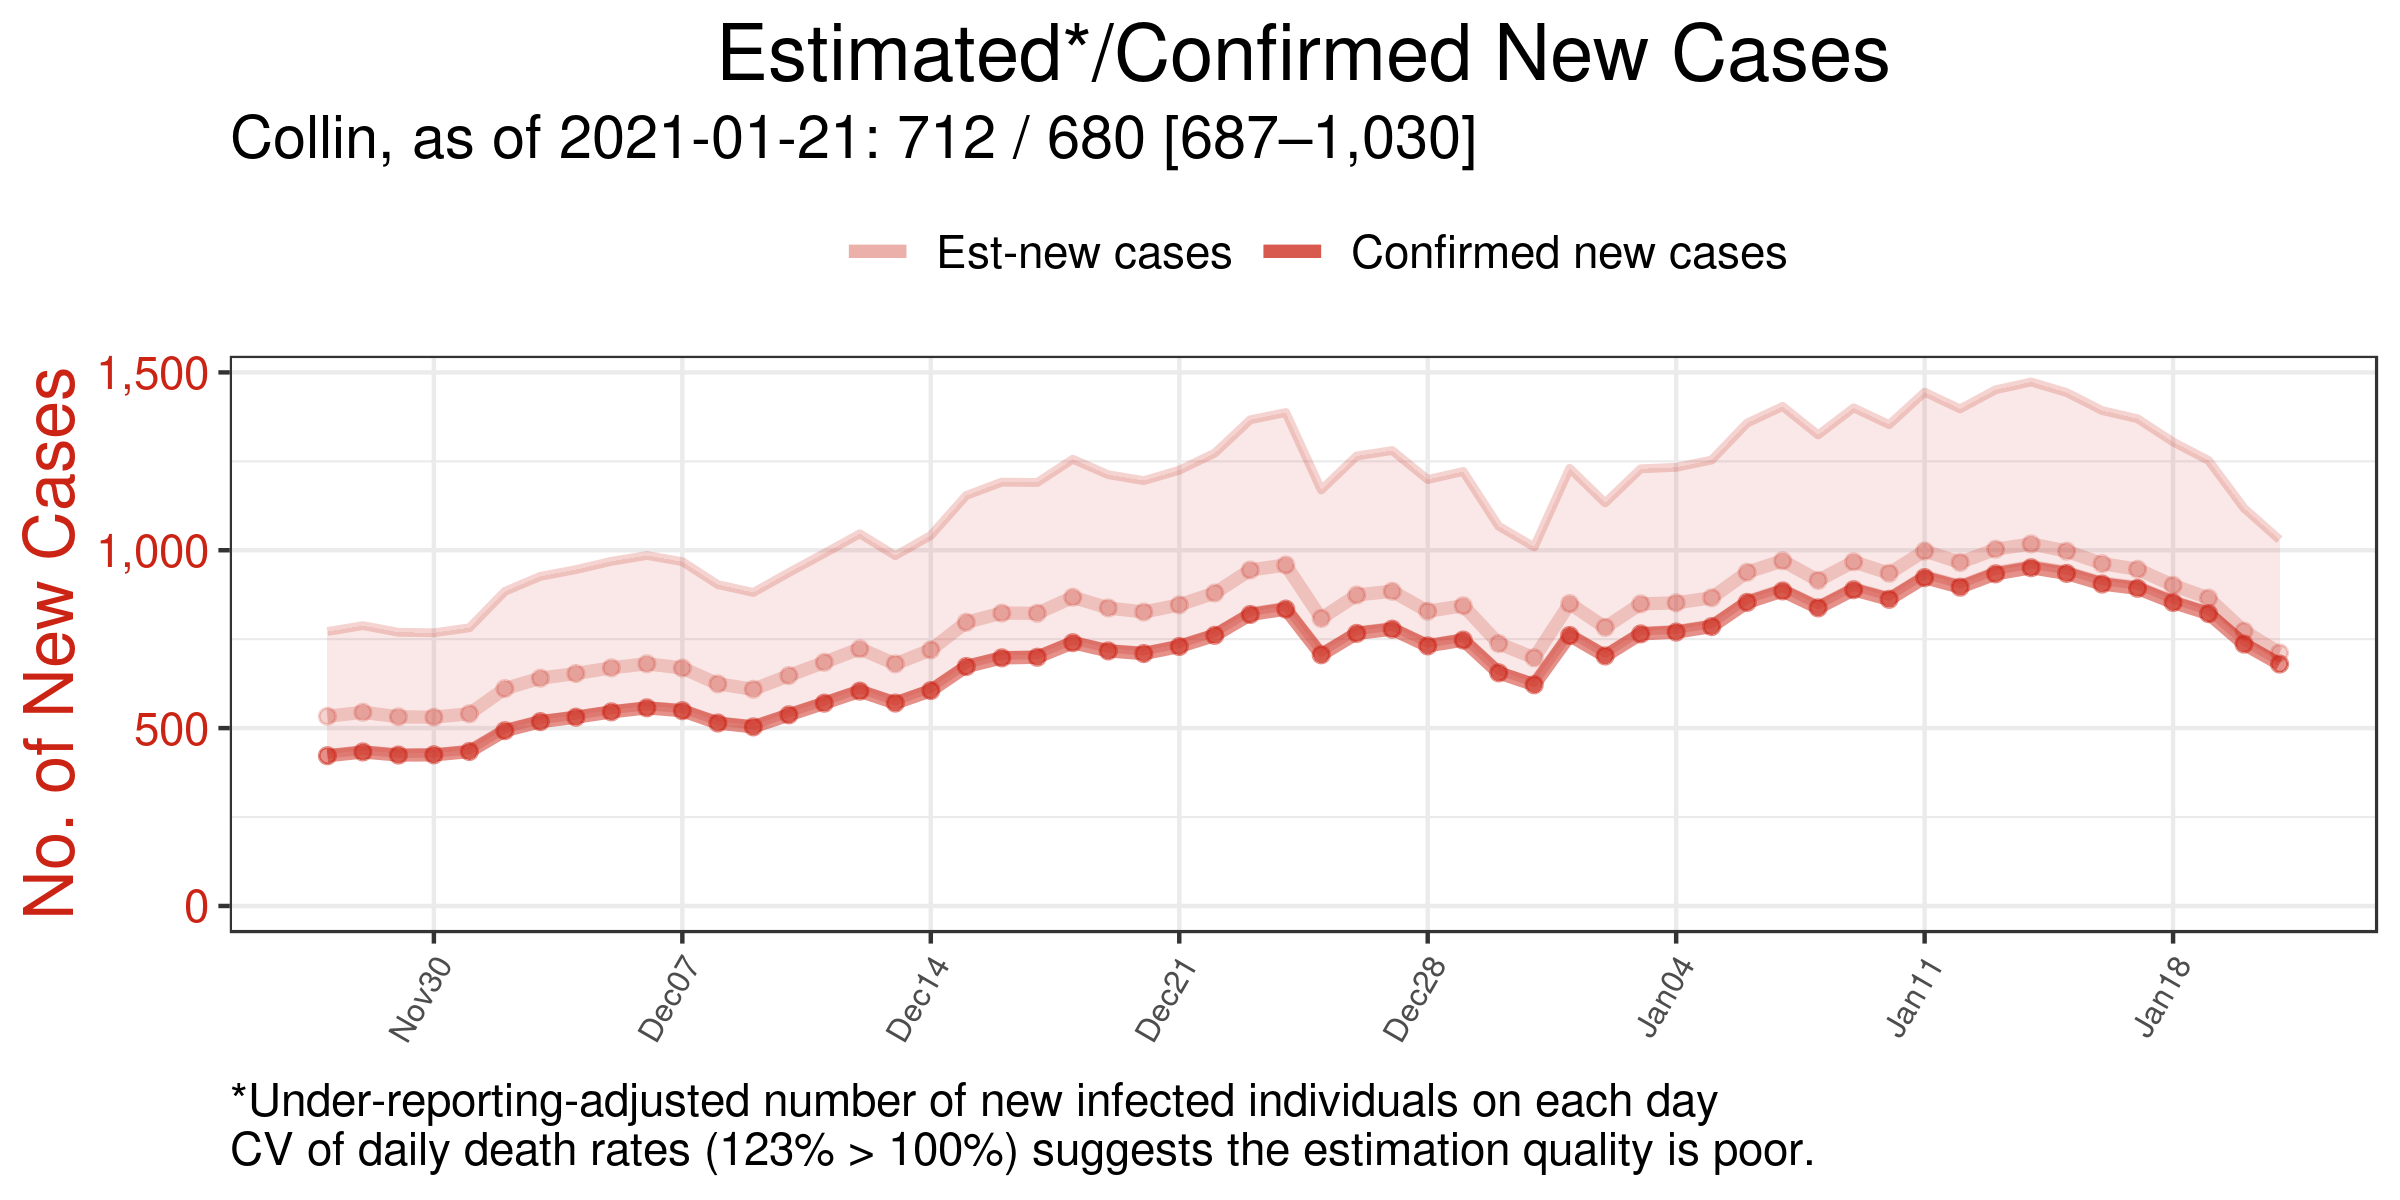 Estimated*/Confirmed New Cases
Collin, as of 2021-01-21: 712 / 680 [687–1,030]
Est-new cases Confirmed new cases
No. of New Cases
1,500
1,000
500
0
Nov30 Dec07 Dec14 Dec21 Dec28 Jan04 Jan11 Jan18
*Under-reporting-adjusted number of new infected individuals on each day
CV of daily death rates (123% > 100%) suggests the estimation quality is poor.